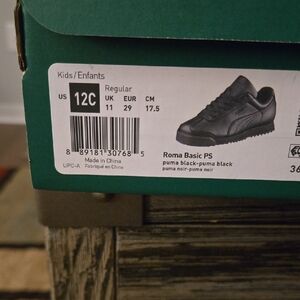 Kids/Enfants
Regular
US 12C UK EUR CM
11 29 17.5
8 89181 30768 5
UPC-A
Made in China
Fabriqué en Chine
Roma Basic PS
puma black-puma black
puma noir-puma noir
36